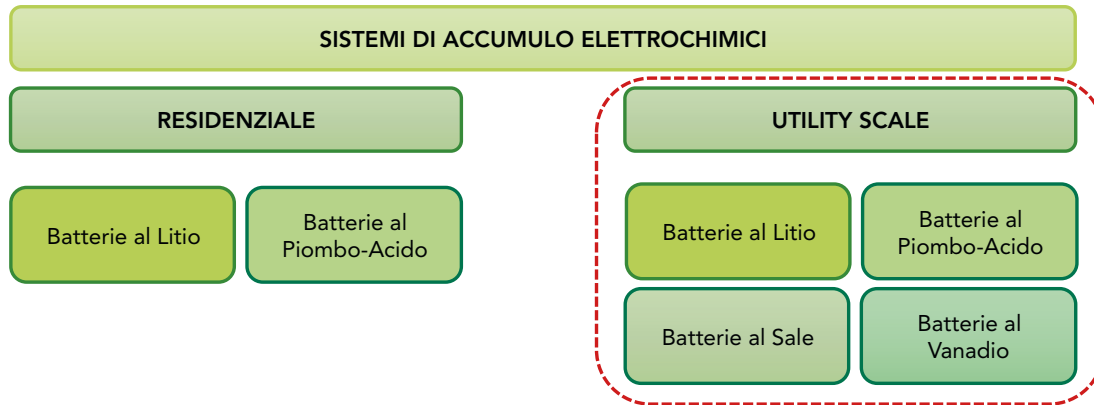 SISTEMI DI ACCUMULO ELETTROCHIMICI
RESIDENZIALE
UTILITY SCALE
Batterie al Litio
Batterie al
Piombo-Acido
Batterie al Litio
Batterie al
Piombo-Acido
Batterie al Sale
Batterie al
Vanadio